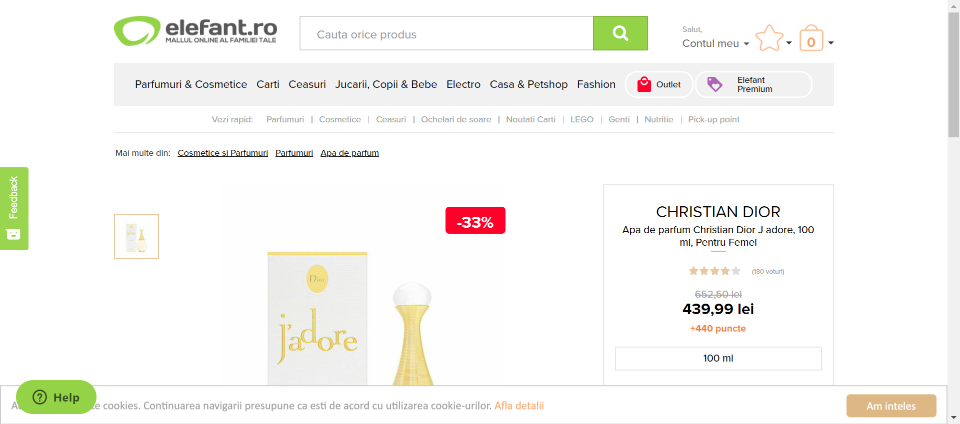 elefant.ro
MALLUL ONLINE AL FAMILIEI TALE
Cauta orice produs
Salut,
Contul meu
0
Parfumuri & Cosmetice Carti Ceasuri Jucarii, Copii & Bebe Electro Casa & Petshop Fashion Outlet Elefant Premium
Vezi rapid: Parfumuri | Cosmetice | Ceasuri | Ochelari de soare | Noutati Carti | LEGO | Genti | Nutritie | Pick-up point
Mai multe din: Cosmetice si Parfumuri Parfumuri Apa de parfum
Feedback
-33%
Dior
j'adore
CHRISTIAN DIOR
Apa de parfum Christian Dior J adore, 100
ml, Pentru Femei
(180 voturi)
652,50 lei
439,99 lei
+440 puncte
100 ml
Help
cookies. Continuarea navigarii presupune ca esti de acord cu utilizarea cookie-urilor. Afla detalii
Am inteles